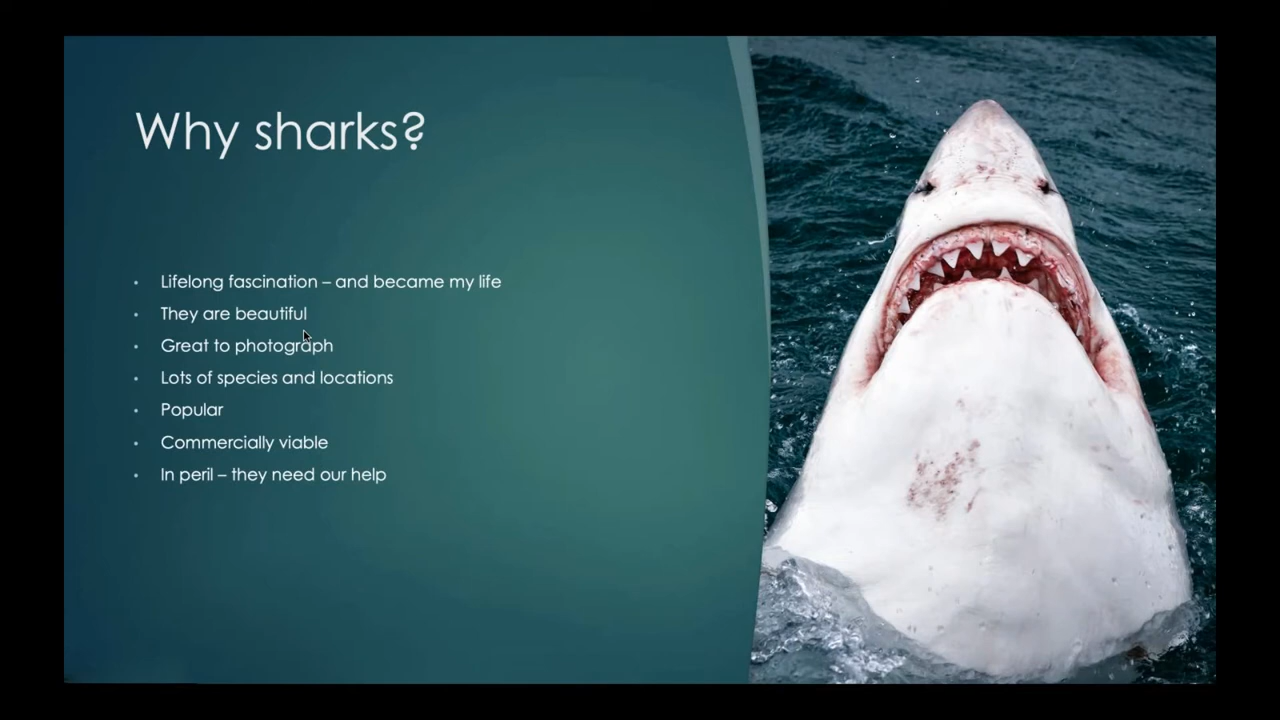 Why sharks?
Lifelong fascination – and became my life
They are beautiful
Great to photograph
Lots of species and locations
Popular
Commercially viable
In peril – they need our help